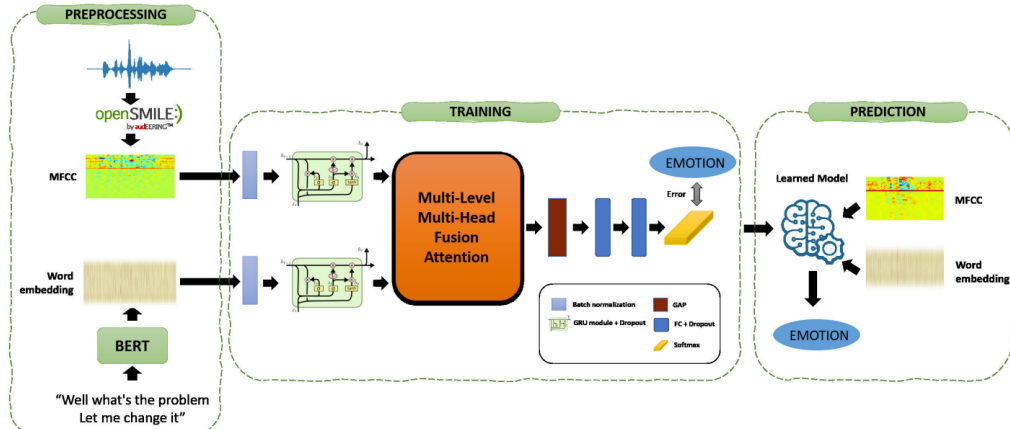 PREPROCESSING
openSMILE:)
by audEERING™
MFCC
Word
embedding
BERT
“Well what's the problem
Let me change it”
TRAINING
Multi-Level
Multi-Head
Fusion
Attention
EMOTION
Error
Batch normalization
GAP
GRU module + Dropout
FC + Dropout
Softmax
PREDICTION
Learned Model
MFCC
Word
embedding
EMOTION